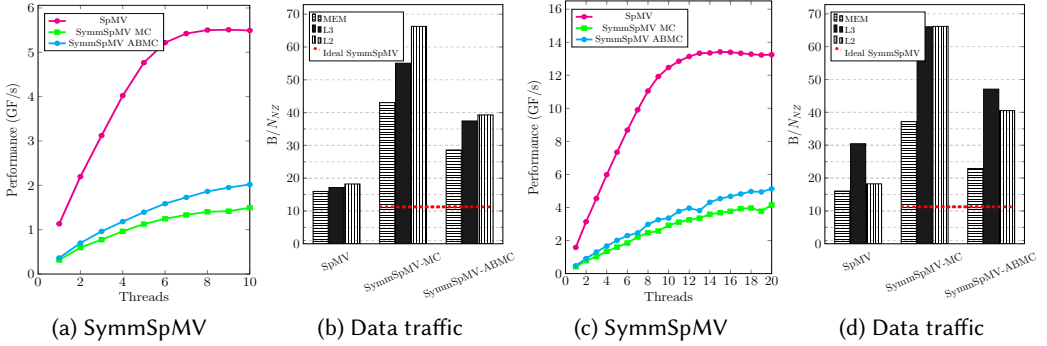 SpMV
SymmSpMV MC
SymmSpMV ABMC
Performance (GF/s)
6
5
4
3
2
1
0
0 2 4 6 8 10
Threads
(a) SymmSpMV
MEM
L3
L2
Ideal SymmSpMV
B/N_NZ
70
60
50
40
30
20
10
0
SpMV
SymmSpMV-MC
SymmSpMV-ABMC
(b) Data traffic
SpMV
SymmSpMV MC
SymmSpMV ABMC
Performance (GF/s)
16
14
12
10
8
6
4
2
0
0 2 4 6 8 10 12 14 16 18 20
Threads
(c) SymmSpMV
MEM
L3
L2
Ideal SymmSpMV
B/N_NZ
70
60
50
40
30
20
10
0
SpMV
SymmSpMV-MC
SymmSpMV-ABMC
(d) Data traffic